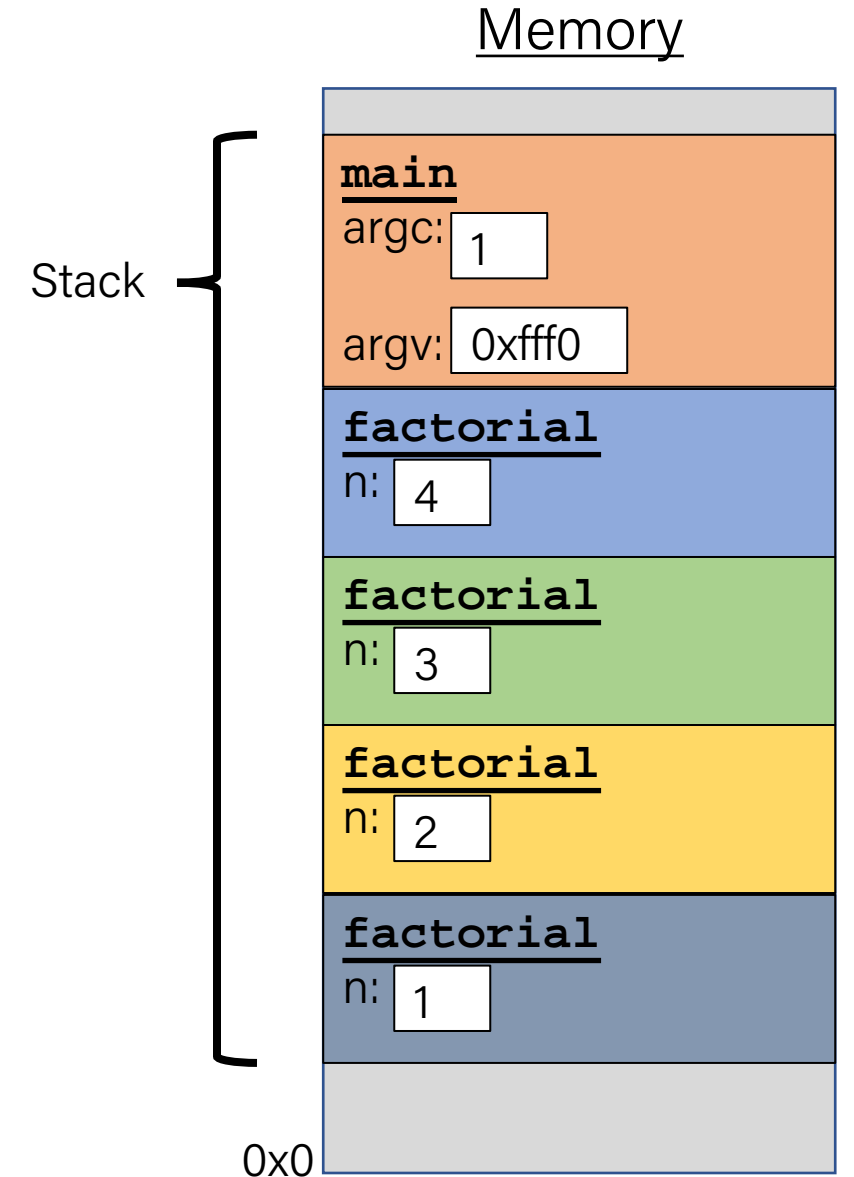 Memory
main
argc: 1
Stack
argv: 0xfff0
factorial
n: 4
factorial
n: 3
factorial
n: 2
factorial
n: 1
0x0